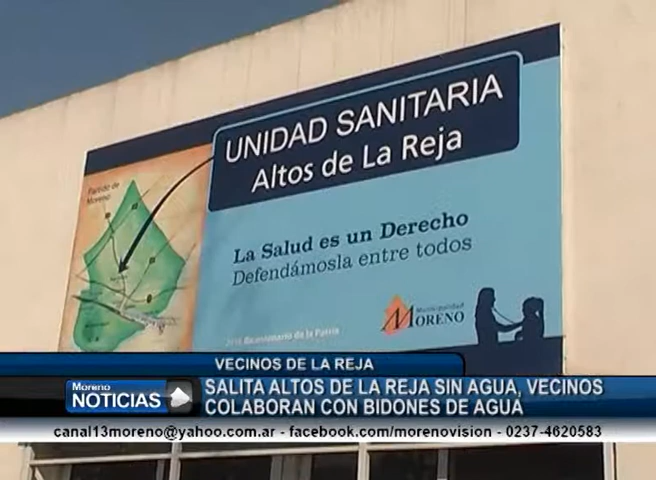 UNIDAD SANITARIA
Altos de La Reja
Partido de
Moreno
La Salud es un Derecho
Defendámosla entre todos
Municipalidad
MORENO
Bicentenario de la Patria
VECINOS DE LA REJA
Moreno
NOTICIAS
SALITA ALTOS DE LA REJA SIN AGUA, VECINOS
COLABORAN CON BIDONES DE AGUA
canal13moreno@yahoo.com.ar - facebook.com/morenovision - 0237-4620583